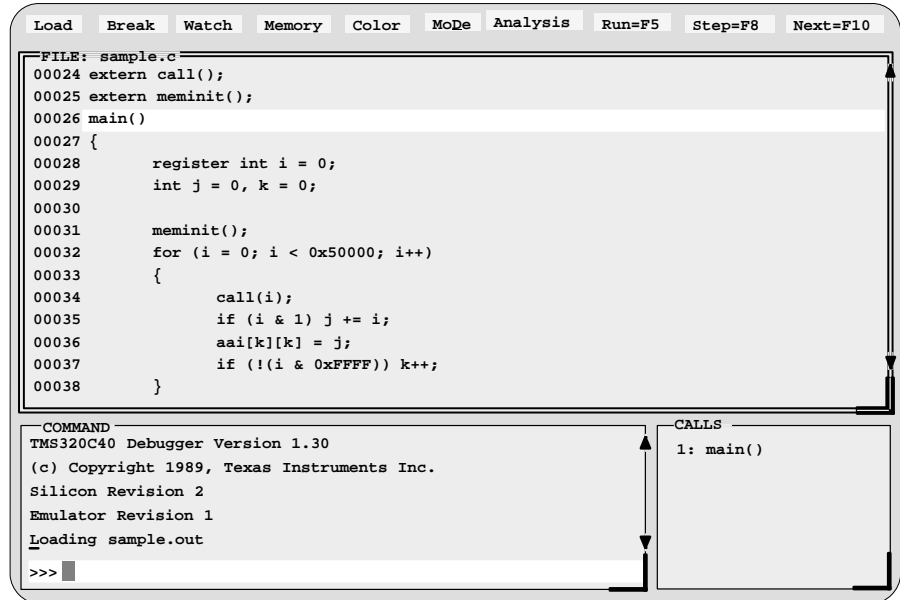 Load Break Watch Memory Color MoDe Analysis Run=F5 Step=F8 Next=F10
FILE: sample.c
00024 extern call();
00025 extern meminit();
00026 main()
00027 {
00028 register int i = 0;
00029 int j = 0, k = 0;
00030
00031 meminit();
00032 for (i = 0; i < 0x50000; i++)
00033 {
00034 call(i);
00035 if (i & 1) j += i;
00036 aai[k][k] = j;
00037 if (!(i & 0xFFFF)) k++;
00038 }
COMMAND
TMS320C40 Debugger Version 1.30
(c) Copyright 1989, Texas Instruments Inc.
Silicon Revision 2
Emulator Revision 1
Loading sample.out
>>>
CALLS
1: main()